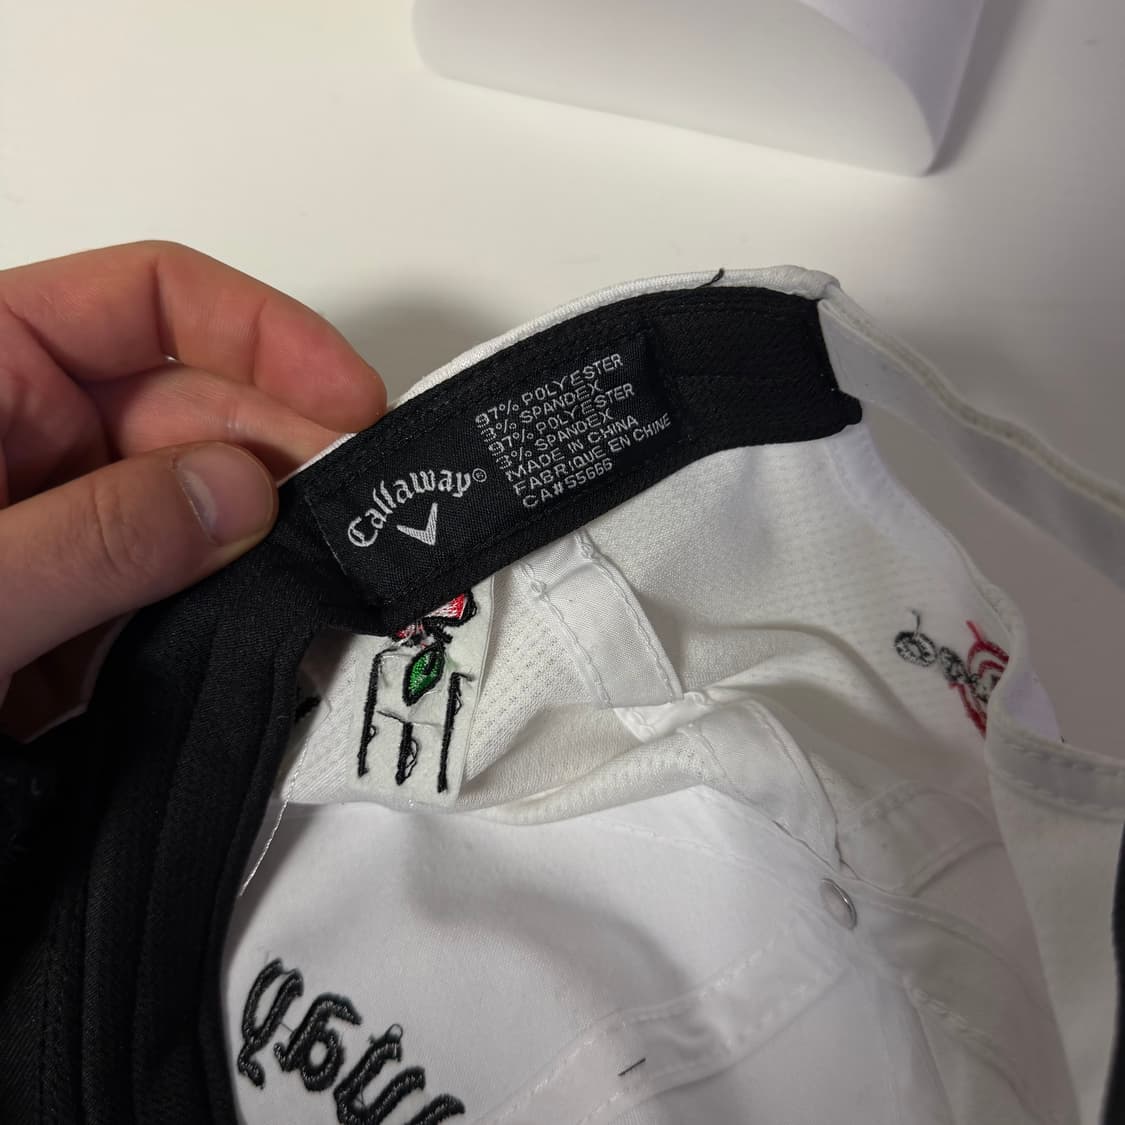 Callaway®
97% POLYESTER
3% SPANDEX
97% POLYESTER
3% SPANDEX
MADE IN CHINA
FABRIQUE EN CHINE
CA#55666